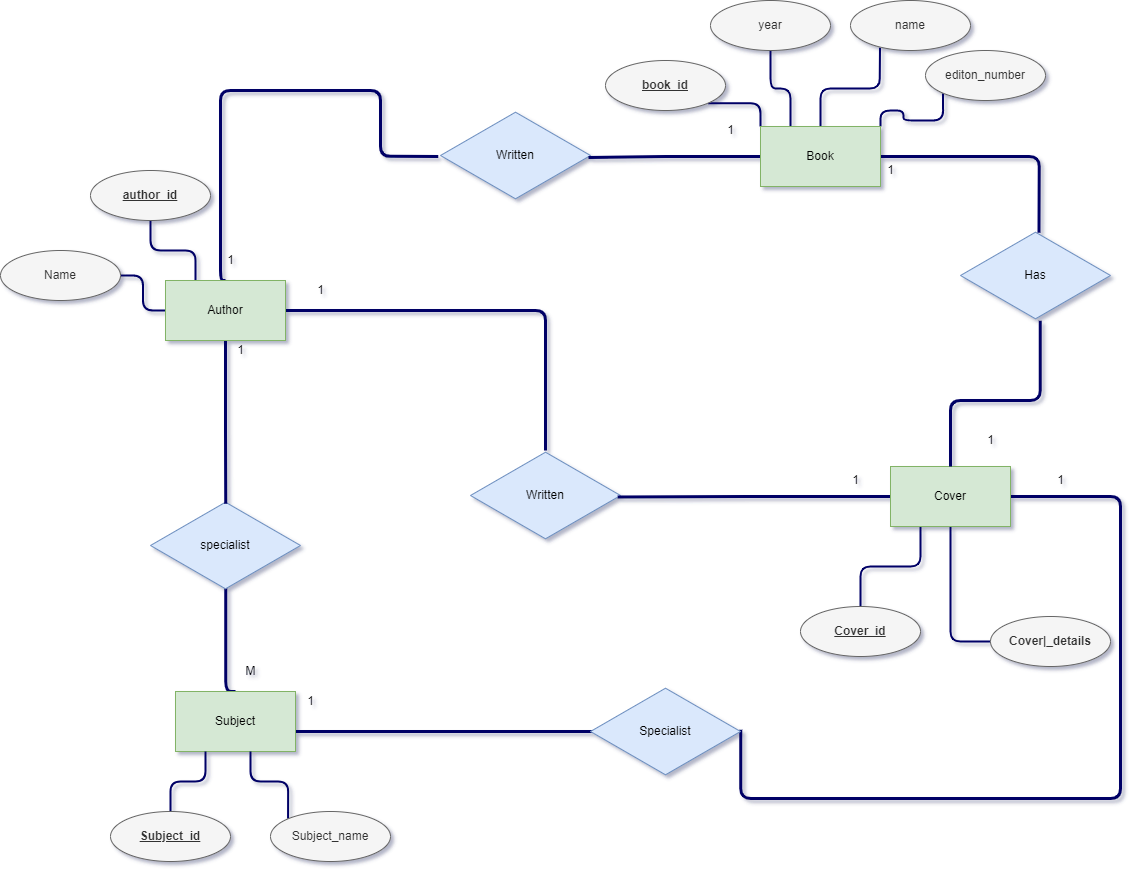 year
name
editon_number
book_id
1
Written
Book
1
author_id
1
Name
Has
1
Author
1
1
1
1
Written
Cover
specialist
Cover_id
Cover|_details
M
1
Subject
Specialist
Subject_id
Subject_name